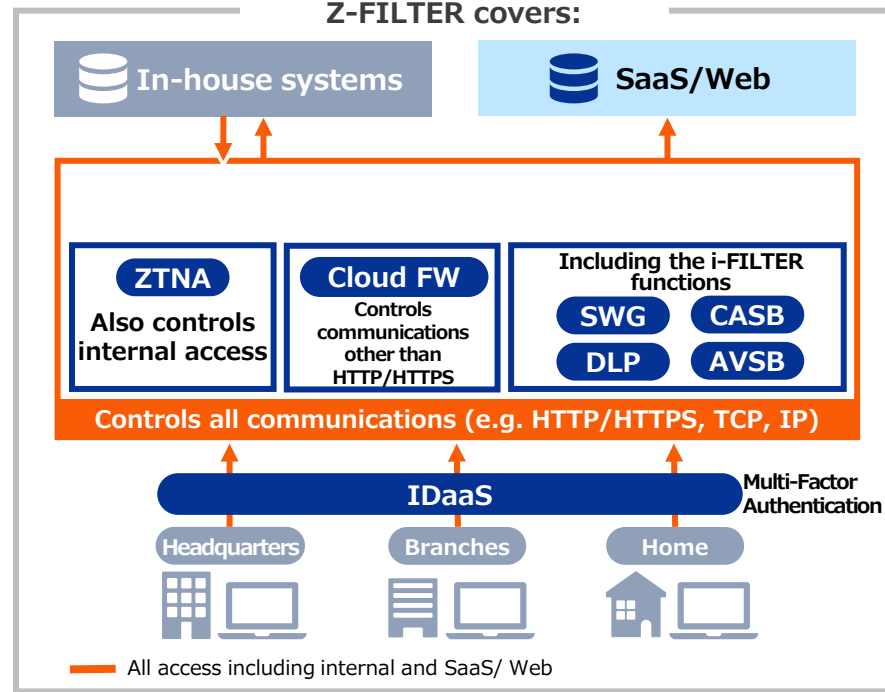 Z-FILTER covers:
In-house systems
SaaS/Web
ZTNA
Also controls
internal access
Cloud FW
Controls
communications
other than
HTTP/HTTPS
Including the i-FILTER
functions
SWG
CASB
DLP
AVSB
Controls all communications (e.g. HTTP/HTTPS, TCP, IP)
IDaaS
Multi-Factor
Authentication
Headquarters
Branches
Home
All access including internal and SaaS/ Web